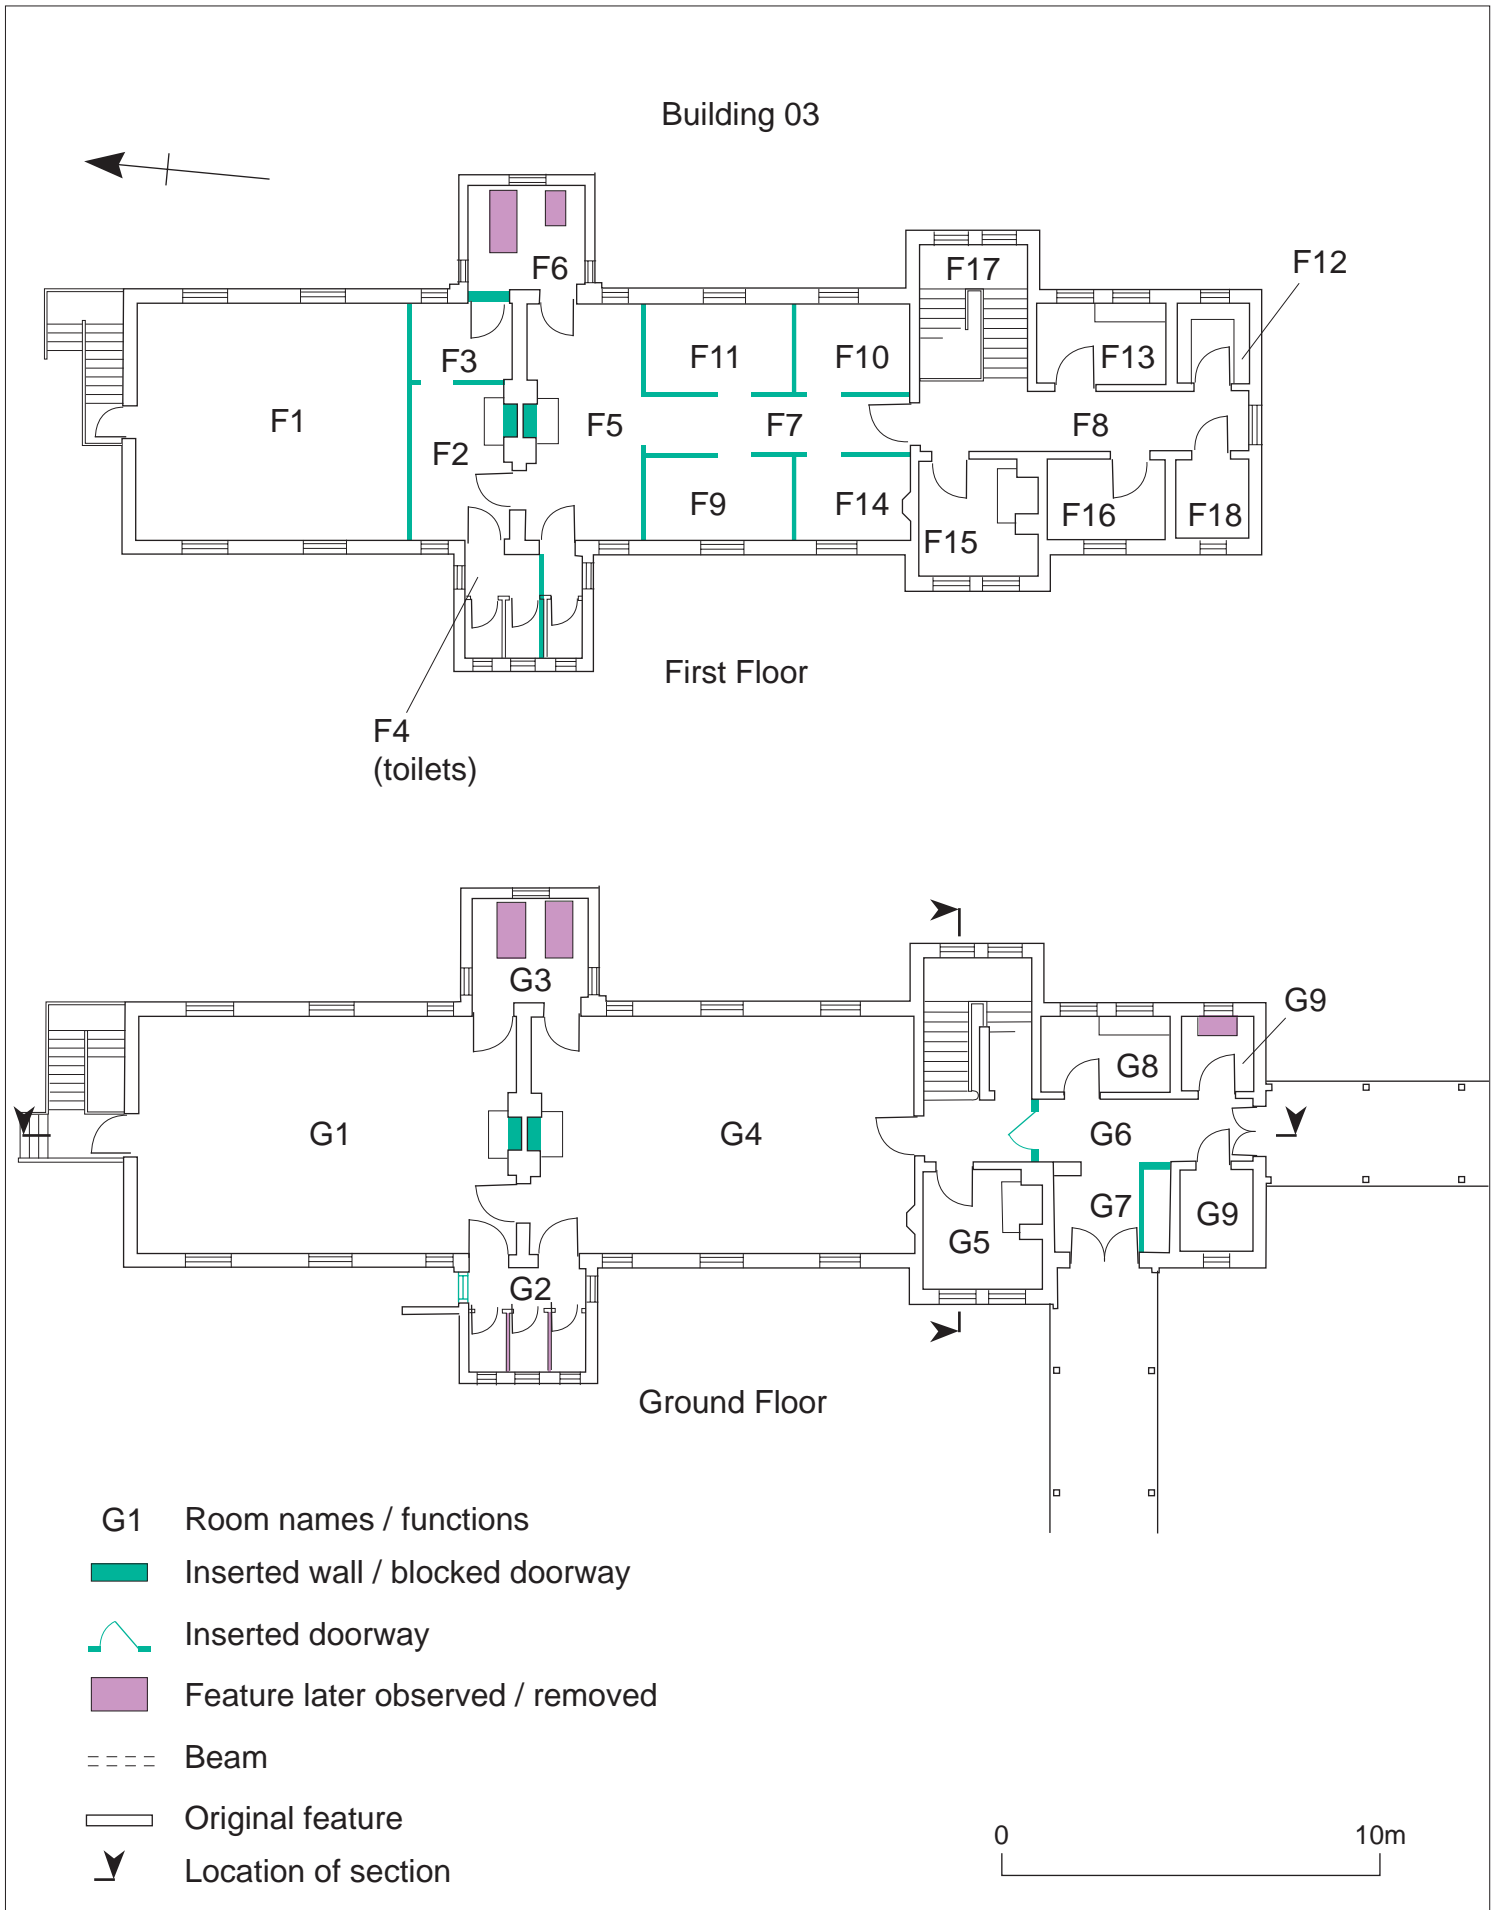 Building 03
F6
F17
F12
F3
F11
F10
F13
F1
F5
F7
F8
F2
F9
F14
F16
F18
F15
First Floor
F4
(toilets)
G3
G9
G8
G1
G4
G6
G7
G9
G5
G2
Ground Floor
G1 Room names / functions
Inserted wall / blocked doorway
Inserted doorway
Feature later observed / removed
Beam
Original feature
Location of section
0 10m